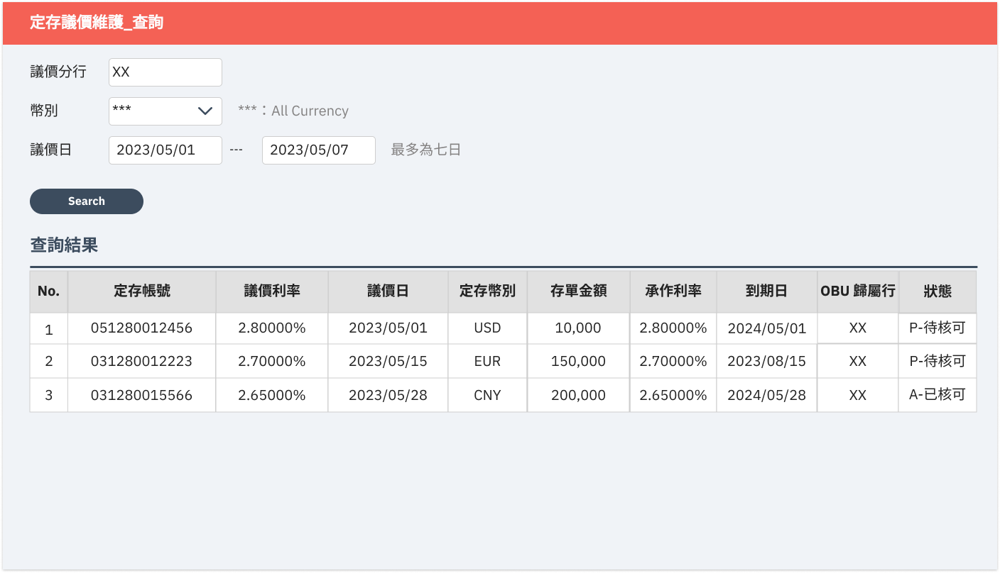 定存議價維護_查詢
議價分行 XX
幣別 *** ***：All Currency
議價日 2023/05/01 --- 2023/05/07 最多為七日
Search
查詢結果
No. 定存帳號 議價利率 議價日 定存幣別 存單金額 承作利率 到期日 OBU 歸屬行 狀態
1 051280012456 2.80000% 2023/05/01 USD 10,000 2.80000% 2024/05/01 XX P-待核可
2 031280012223 2.70000% 2023/05/15 EUR 150,000 2.70000% 2023/08/15 XX P-待核可
3 031280015566 2.65000% 2023/05/28 CNY 200,000 2.65000% 2024/05/28 XX A-已核可